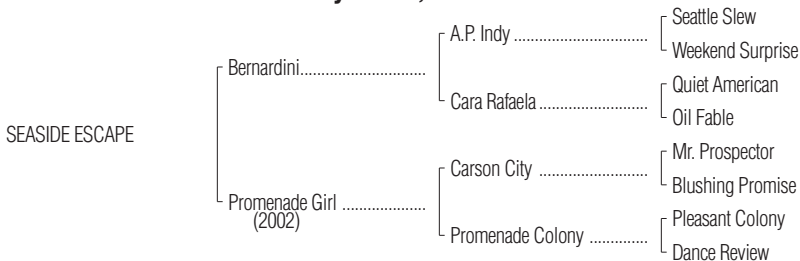 Seattle Slew
A.P. Indy ..................................
Weekend Surprise
Bernardini...............................
Quiet American
Cara Rafaela...........................
Oil Fable
SEASIDE ESCAPE
Mr. Prospector
Carson City ...........................
Blushing Promise
Promenade Girl .....................
(2002)
Pleasant Colony
Promenade Colony ..............
Dance Review